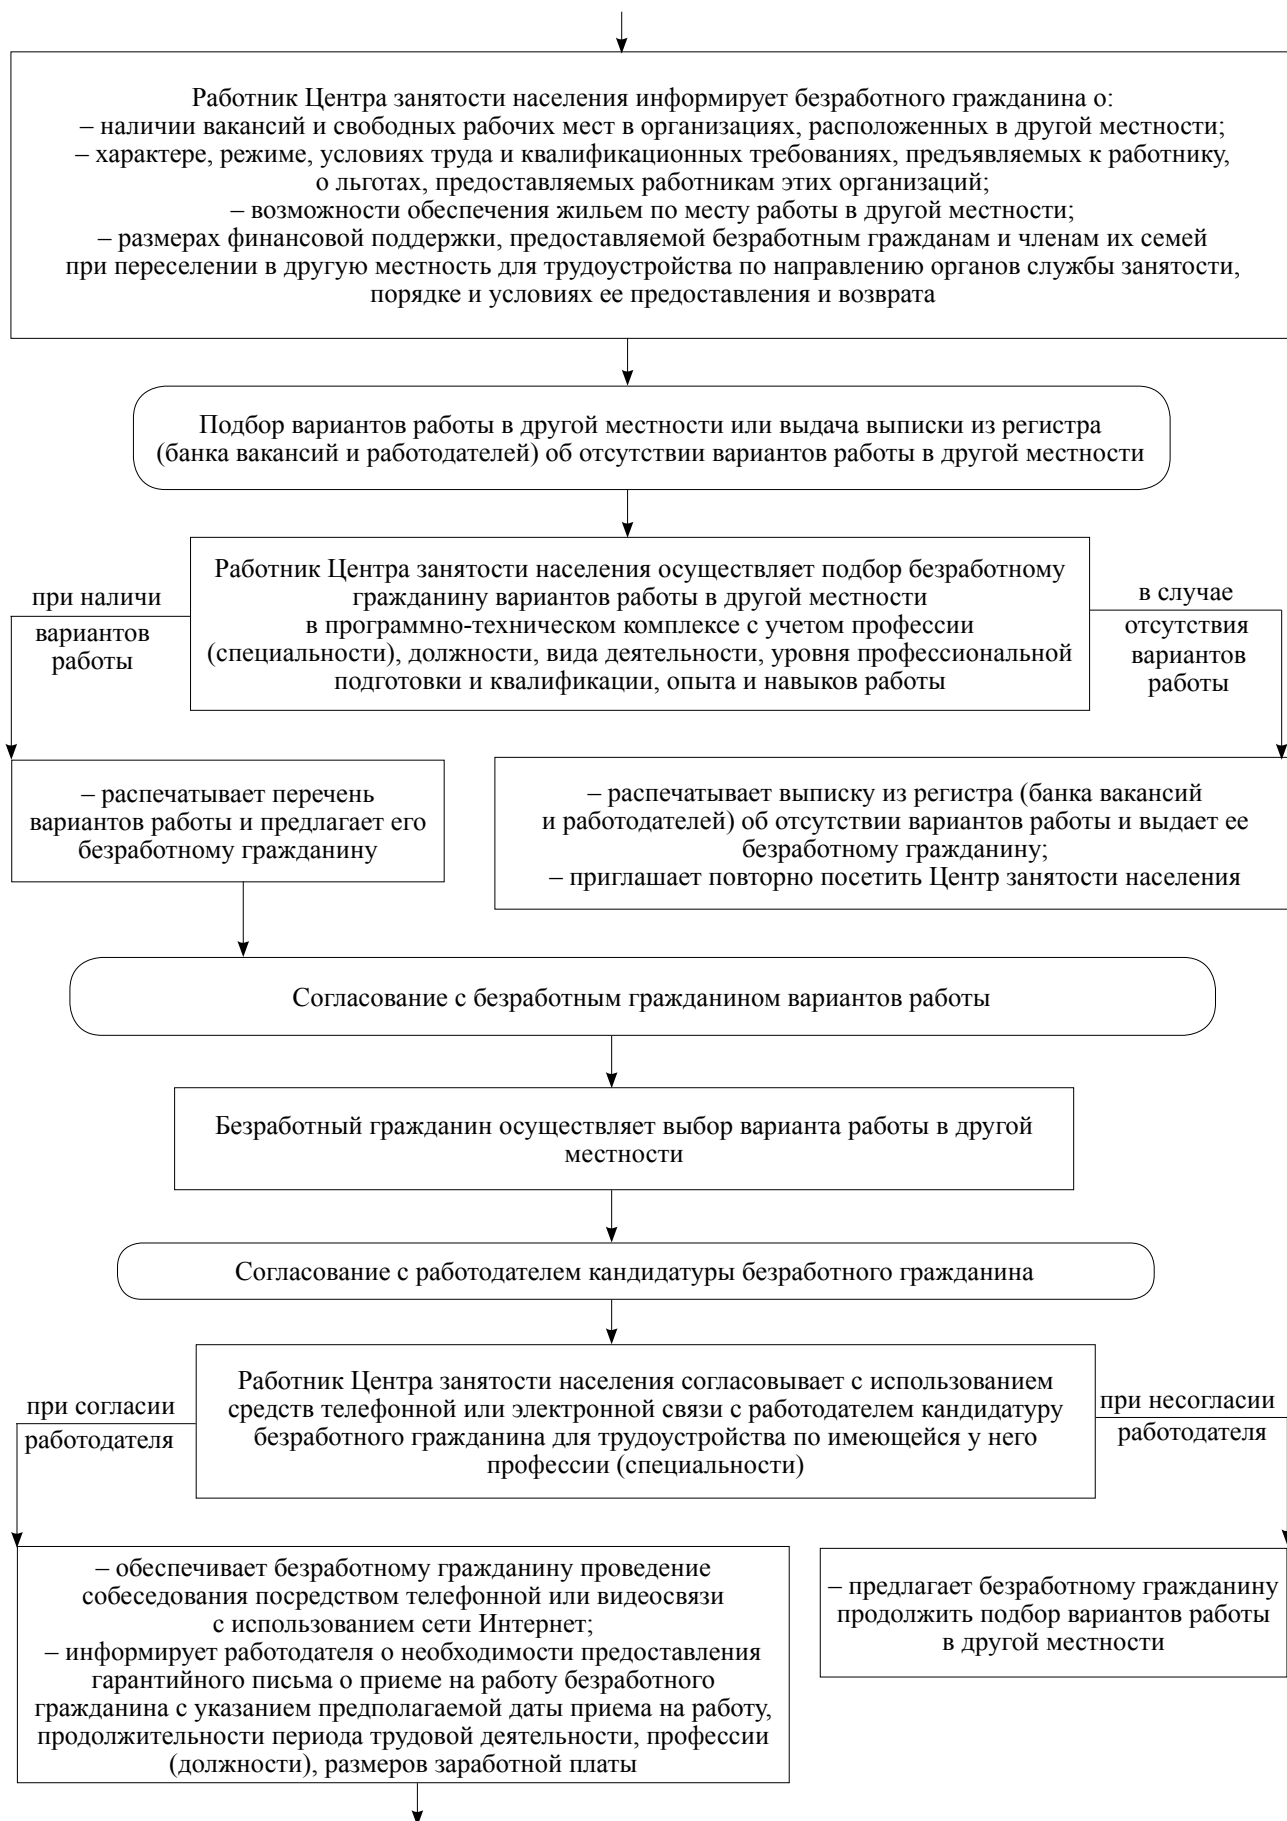 Работник Центра занятости населения информирует безработного гражданина о:
– наличии вакансий и свободных рабочих мест в организациях, расположенных в другой местности;
– характере, режиме, условиях труда и квалификационных требованиях, предъявляемых к работнику,
о льготах, предоставляемых работникам этих организаций;
– возможности обеспечения жильем по месту работы в другой местности;
– размерах финансовой поддержки, предоставляемой безработным гражданам и членам их семей
при переселении в другую местность для трудоустройства по направлению органов службы занятости,
порядке и условиях ее предоставления и возврата
Подбор вариантов работы в другой местности или выдача выписки из регистра
(банка вакансий и работодателей) об отсутствии вариантов работы в другой местности
Работник Центра занятости населения осуществляет подбор безработному
гражданину вариантов работы в другой местности
в программно-техническом комплексе с учетом профессии
(специальности), должности, вида деятельности, уровня профессиональной
подготовки и квалификации, опыта и навыков работы
при наличи
вариантов
работы
в случае
отсутствия
вариантов
работы
– распечатывает перечень
вариантов работы и предлагает его
безработному гражданину
– распечатывает выписку из регистра (банка вакансий
и работодателей) об отсутствии вариантов работы и выдает ее
безработному гражданину;
– приглашает повторно посетить Центр занятости населения
Согласование с безработным гражданином вариантов работы
Безработный гражданин осуществляет выбор варианта работы в другой
местности
Согласование с работодателем кандидатуры безработного гражданина
Работник Центра занятости населения согласовывает с использованием
средств телефонной или электронной связи с работодателем кандидатуру
безработного гражданина для трудоустройства по имеющейся у него
профессии (специальности)
при согласии
работодателя
при несогласии
работодателя
– обеспечивает безработному гражданину проведение
собеседования посредством телефонной или видеосвязи
с использованием сети Интернет;
– информирует работодателя о необходимости предоставления
гарантийного письма о приеме на работу безработного
гражданина с указанием предполагаемой даты приема на работу,
продолжительности периода трудовой деятельности, профессии
(должности), размеров заработной платы
– предлагает безработному гражданину
продолжить подбор вариантов работы
в другой местности